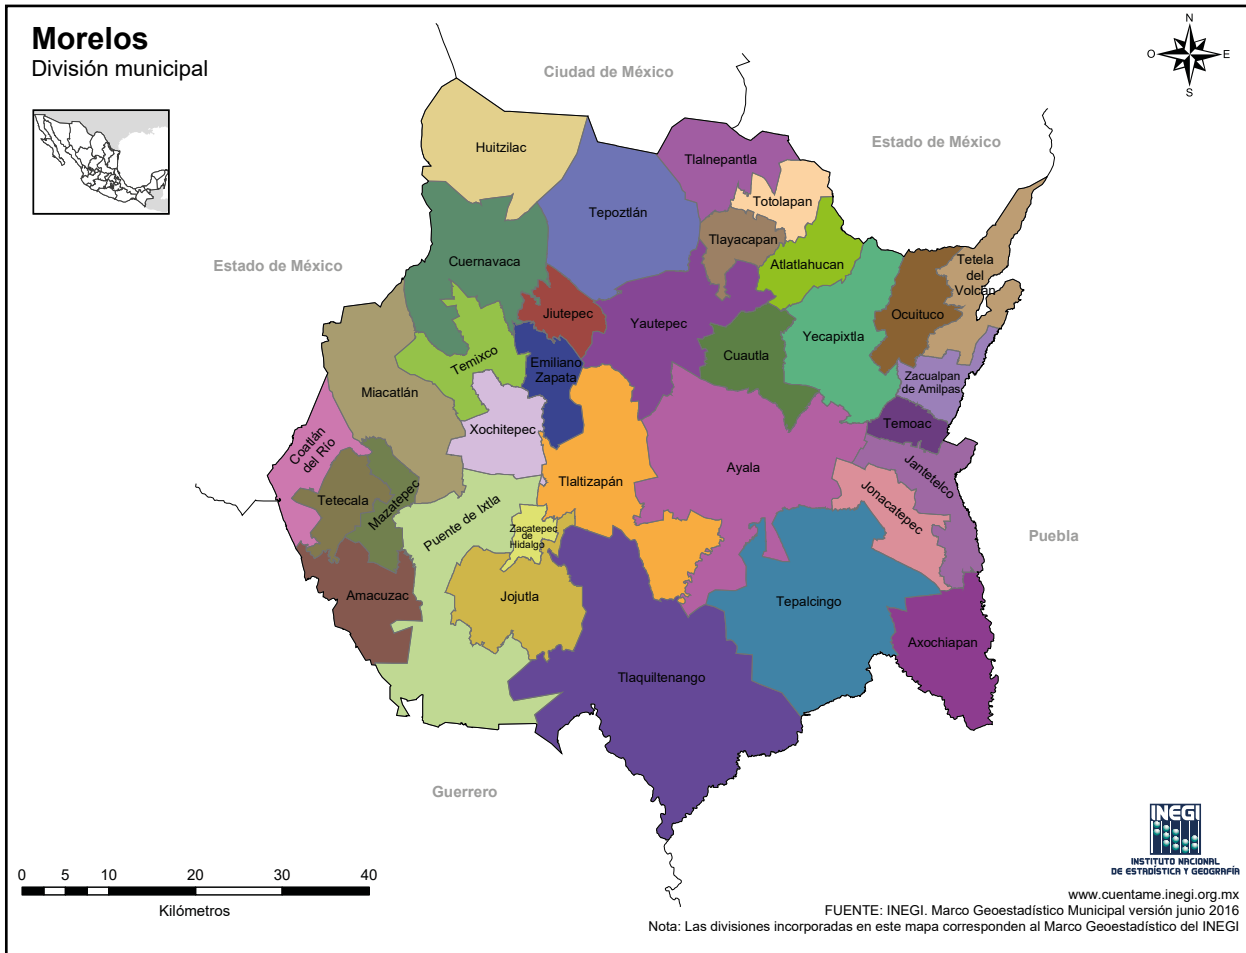 Morelos
División municipal
N
O
E
S
Ciudad de México
Estado de México
Estado de México
Puebla
Guerrero
Huitzilac
Tepoztlán
Tlalnepantla
Totolapan
Tlayacapan
Atlatlahucan
Cuernavaca
Tetela
del
Volcán
Jiutepec
Yautepec
Yecapixtla
Ocuituco
Cuautla
Temixco
Emiliano
Zapata
Zacualpan
de Amilpas
Miacatlán
Xochitepec
Temoac
Coatlán
del Río
Tetecala
Mazatepec
Tlaltizapán
Ayala
Jantetelco
Jonacatepec
Puente de Ixtla
Zacatepec
de
Hidalgo
Amacuzac
Jojutla
Tepalcingo
Axochiapan
Tlaquiltenango
0 5 10 20 30 40
Kilómetros
INEGI
INSTITUTO NACIONAL
DE ESTADÍSTICA Y GEOGRAFÍA
www.cuentame.inegi.org.mx
FUENTE: INEGI. Marco Geoestadístico Municipal versión junio 2016
Nota: Las divisiones incorporadas en este mapa corresponden al Marco Geoestadístico del INEGI